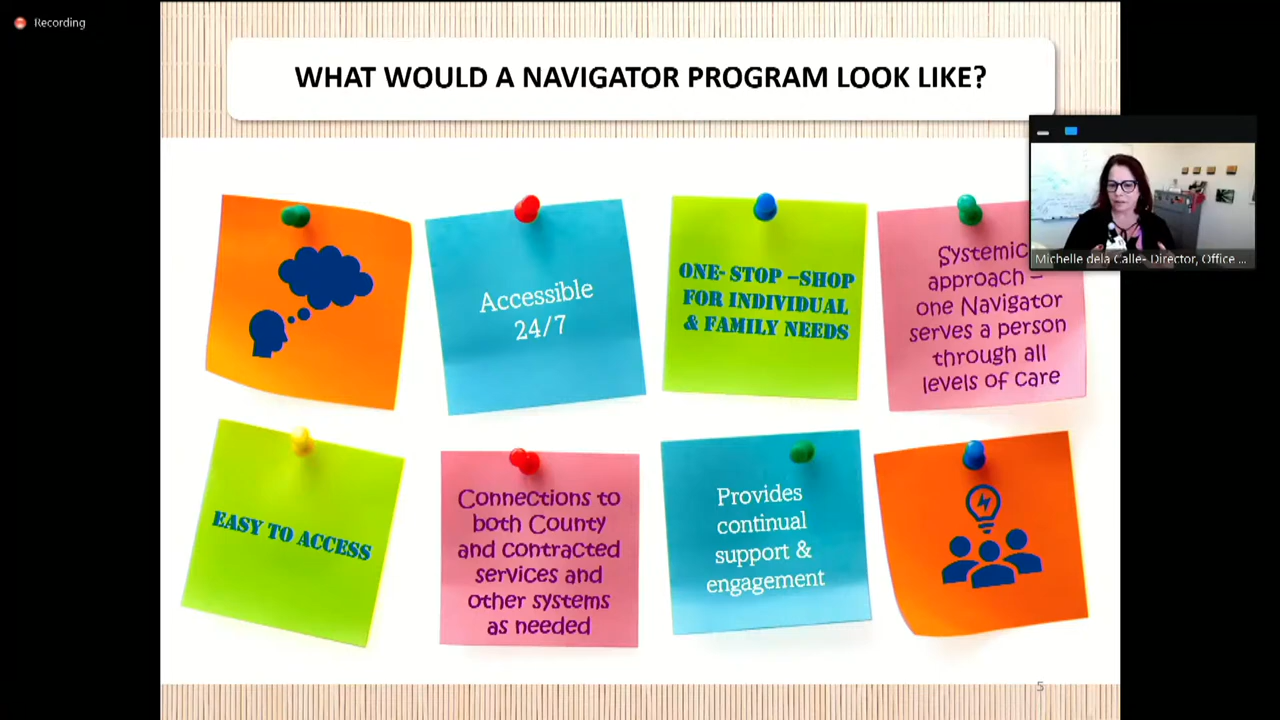 Recording
WHAT WOULD A NAVIGATOR PROGRAM LOOK LIKE?
Accessible
24/7
ONE- STOP –SHOP
FOR INDIVIDUAL
& FAMILY NEEDS
Systemic
approach –
one Navigator
serves a person
through all
levels of care
Michelle dela Calle- Director, Office ...
EASY TO ACCESS
Connections to
both County
and contracted
services and
other systems
as needed
Provides
continual
support &
engagement
5